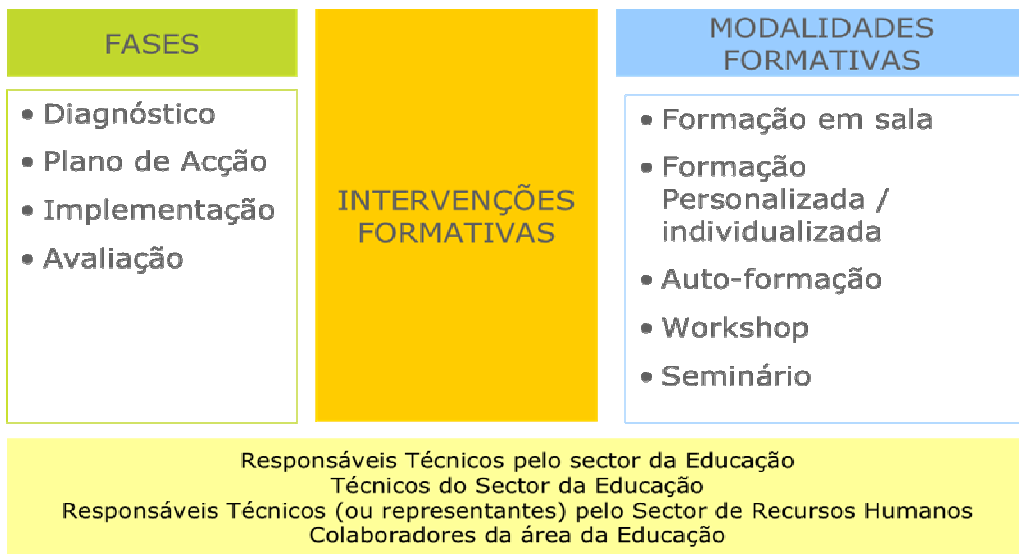 FASES
• Diagnóstico
• Plano de Acção
• Implementação
• Avaliação
INTERVENÇÕES
FORMATIVAS
MODALIDADES
FORMATIVAS
• Formação em sala
• Formação
Personalizada /
individualizada
• Auto-formação
• Workshop
• Seminário
Responsáveis Técnicos pelo sector da Educação
Técnicos do Sector da Educação
Responsáveis Técnicos (ou representantes) pelo Sector de Recursos Humanos
Colaboradores da área da Educação